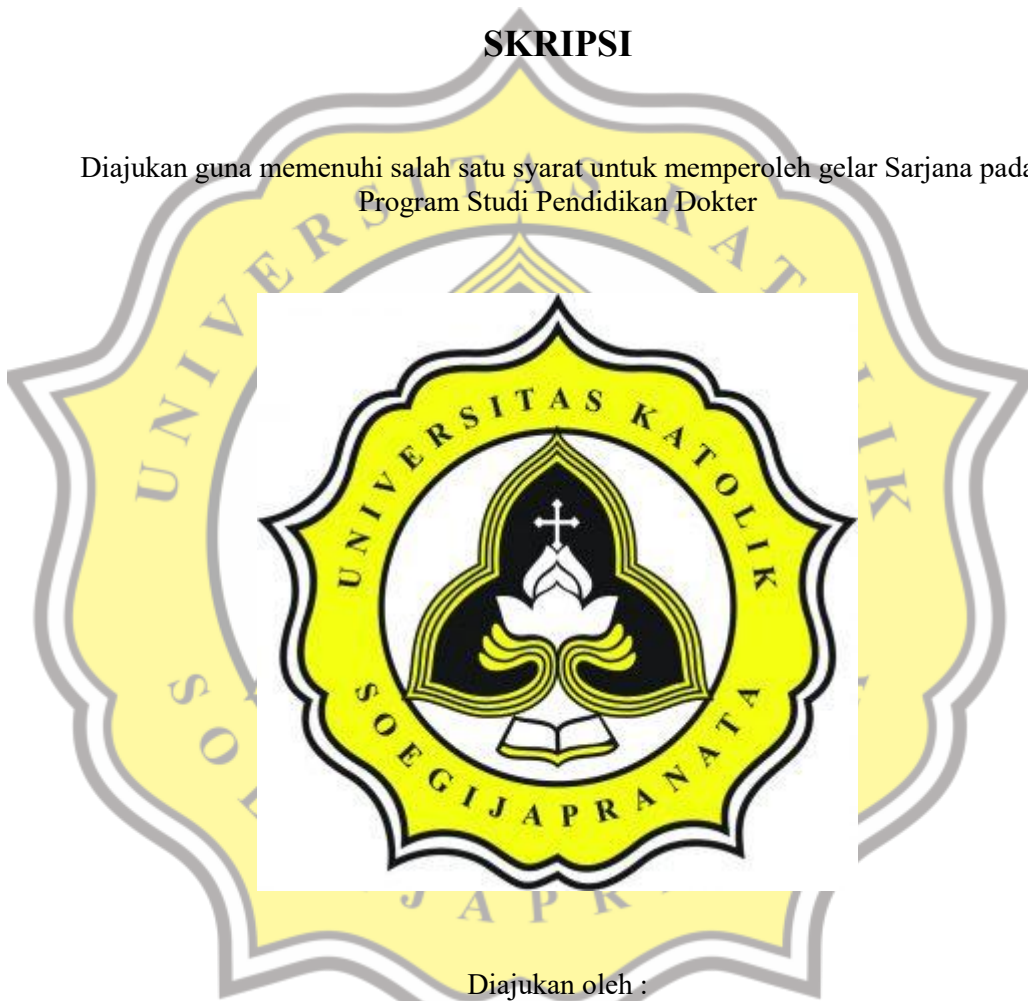 SKRIPSI
Diajukan guna memenuhi salah satu syarat untuk memperoleh gelar Sarjana pada
Program Studi Pendidikan Dokter
UNIVERSITAS KATOLIK
SOEGIJAPRANATA
Diajukan oleh :